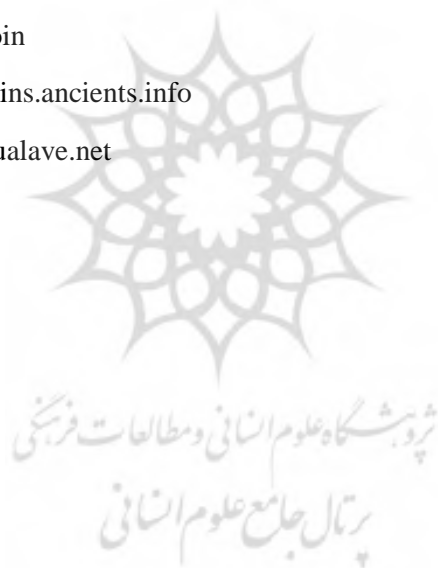 oin
ins.ancients.info
ualave.net
پژوهشگاه علوم انسانی و مطالعات فرهنگی
پرتال جامع علوم انسانی